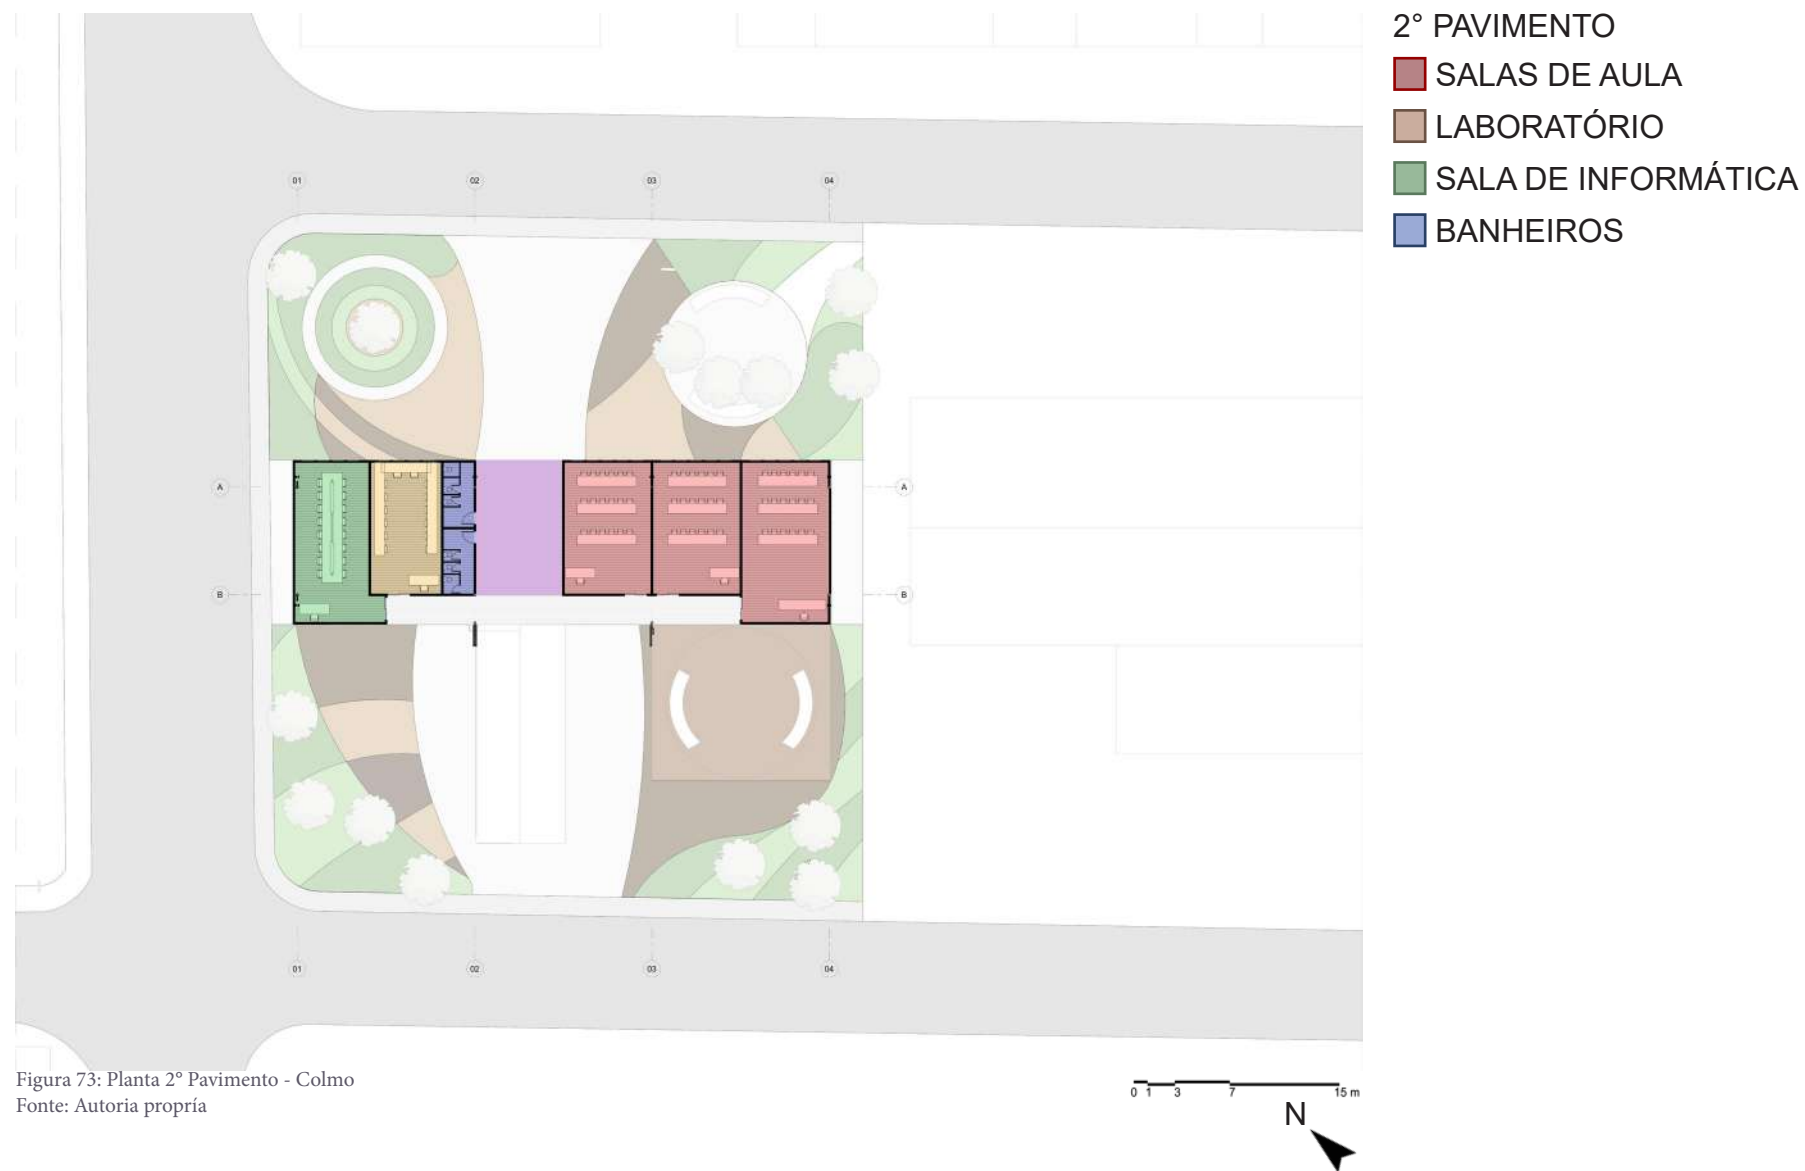 2° PAVIMENTO
SALAS DE AULA
LABORATÓRIO
SALA DE INFORMÁTICA
BANHEIROS
01 02 03 04
A A
B B
01 02 03 04
Figura 73: Planta 2° Pavimento - Colmo
Fonte: Autoria propría
0 1 3 7 15 m
N